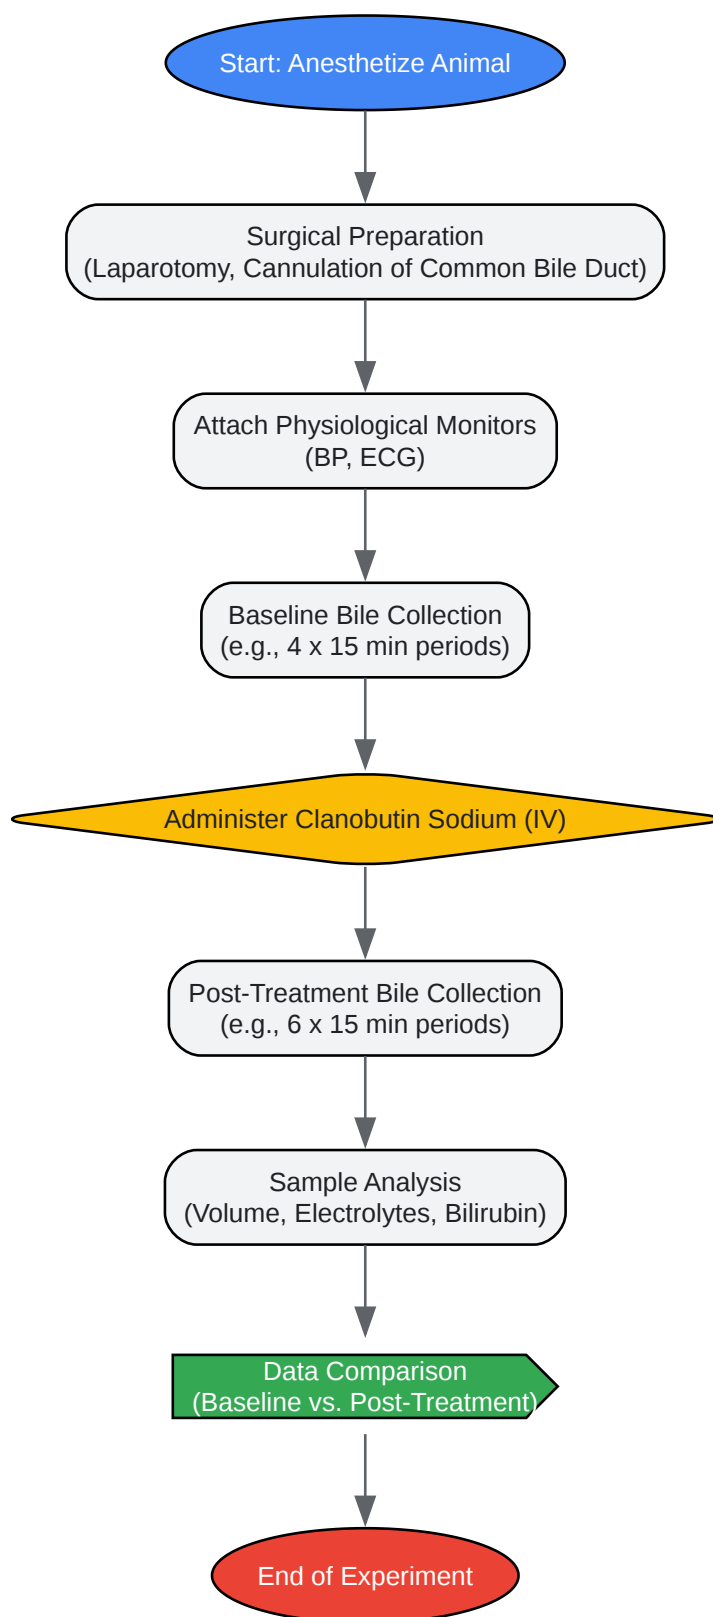 Start: Anesthetize Animal
Surgical Preparation
(Laparotomy, Cannulation of Common Bile Duct)
Attach Physiological Monitors
(BP, ECG)
Baseline Bile Collection
(e.g., 4 x 15 min periods)
Administer Clanobutin Sodium (IV)
Post-Treatment Bile Collection
(e.g., 6 x 15 min periods)
Sample Analysis
(Volume, Electrolytes, Bilirubin)
Data Comparison
(Baseline vs. Post-Treatment)
End of Experiment